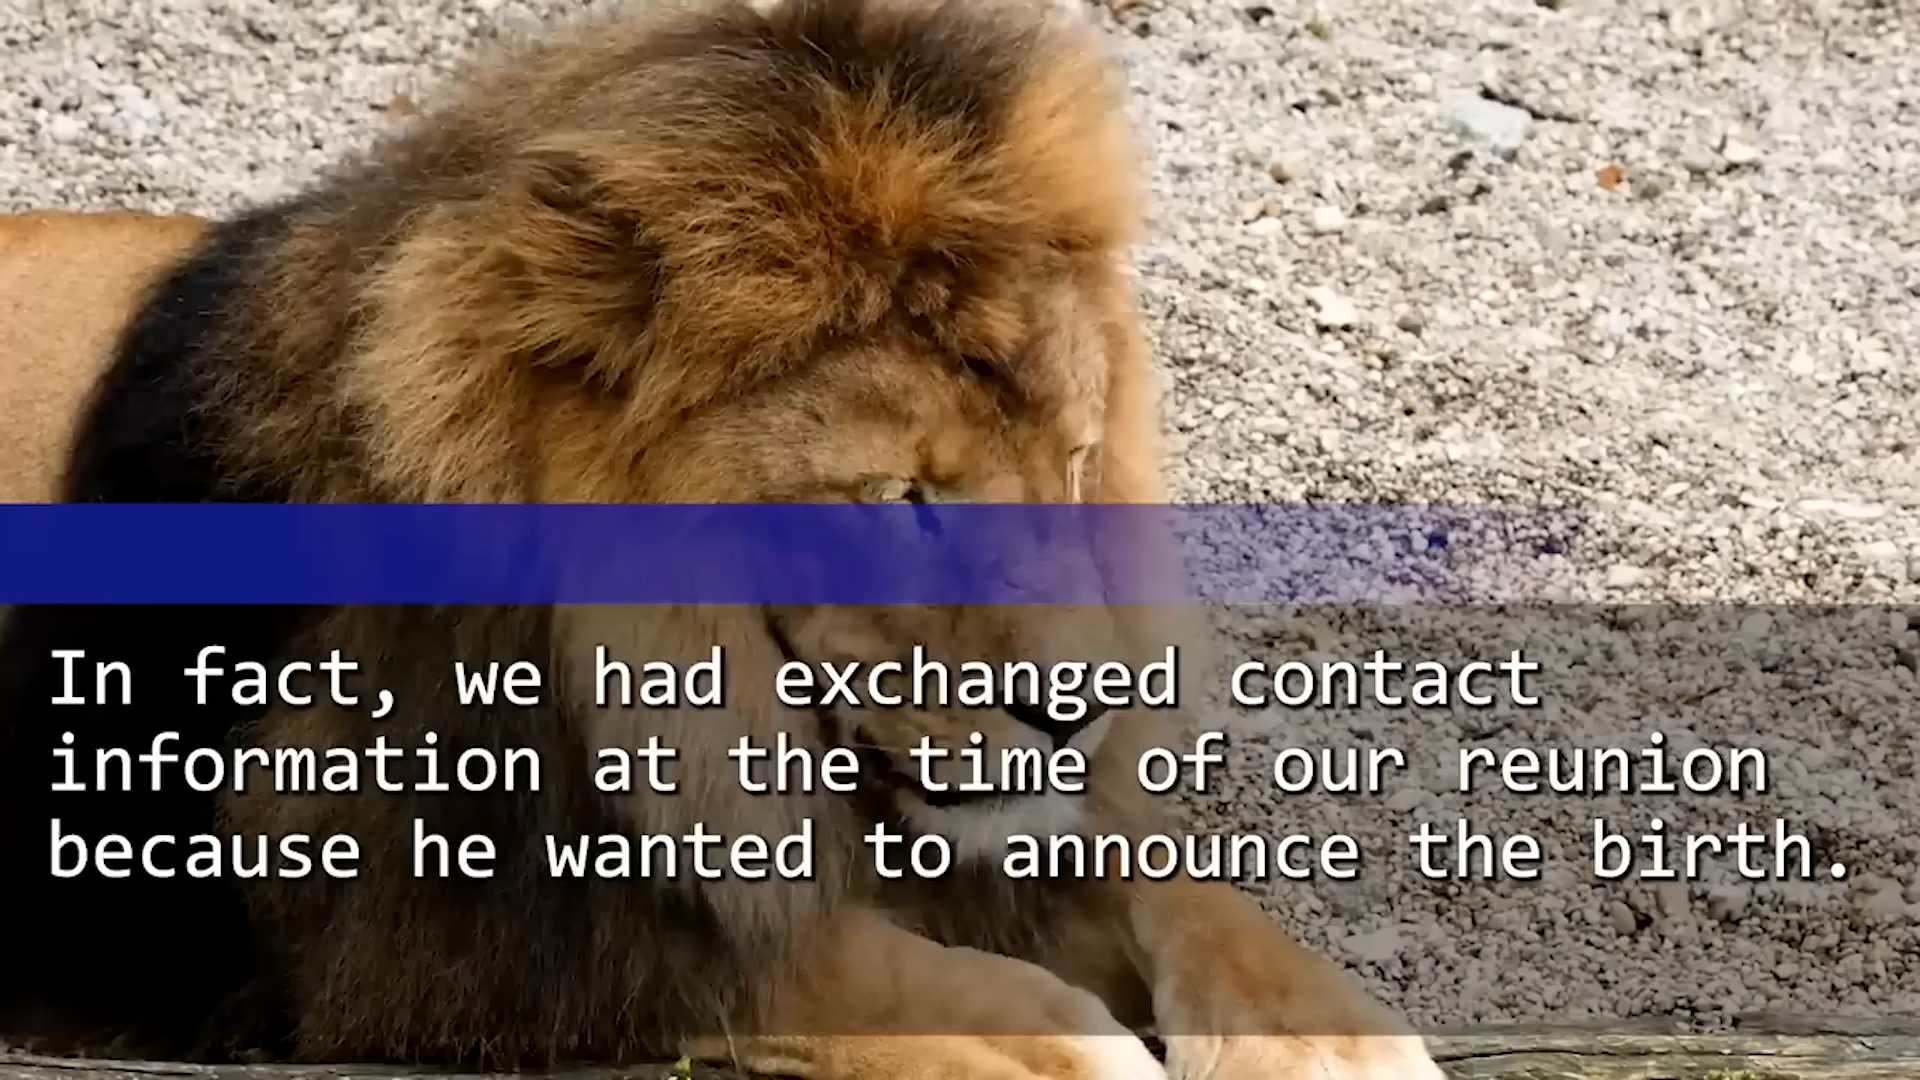 In fact, we had exchanged contact
information at the time of our reunion
because he wanted to announce the birth.